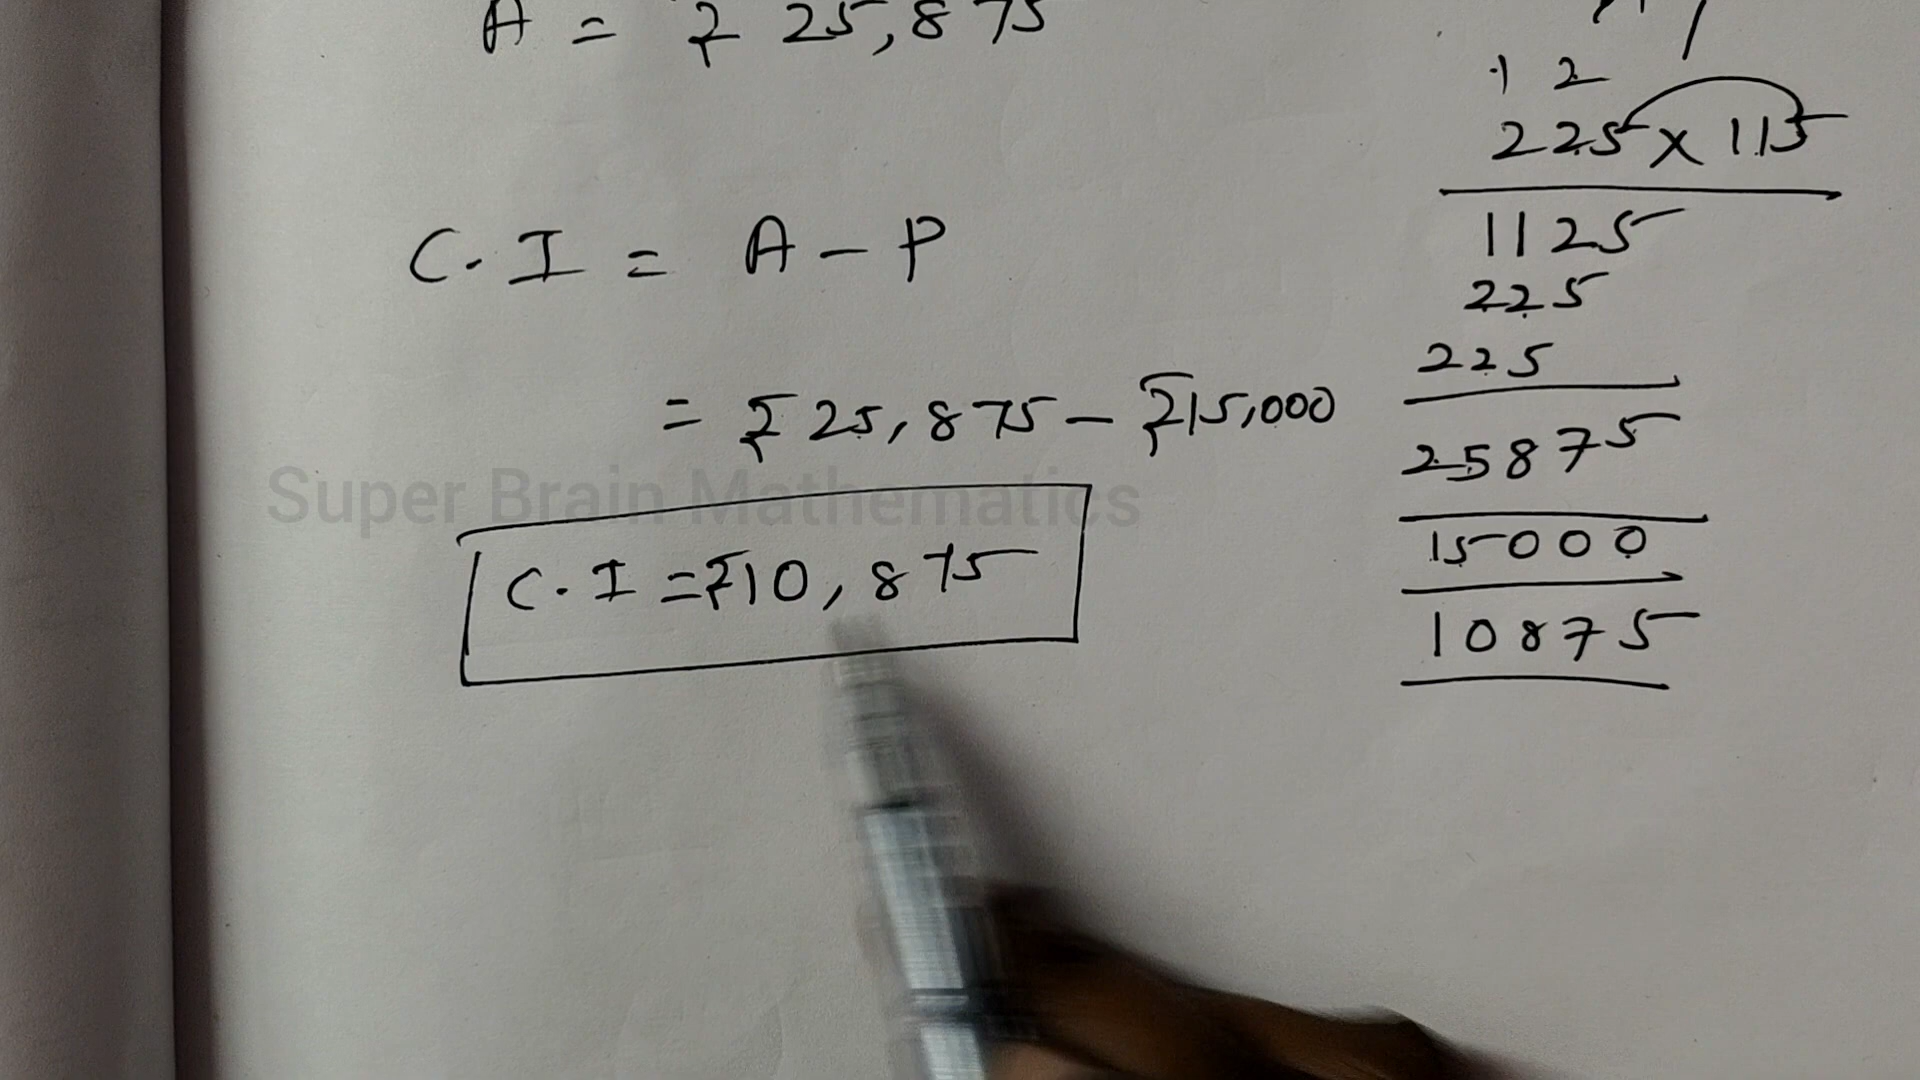 A = ₹ 25,875
C.I = A - P
= ₹25,875 - ₹15,000
Super Brain Mathematics
C.I = ₹10,875
1 2
225 x 115
1125
225
225
25875
15000
10875